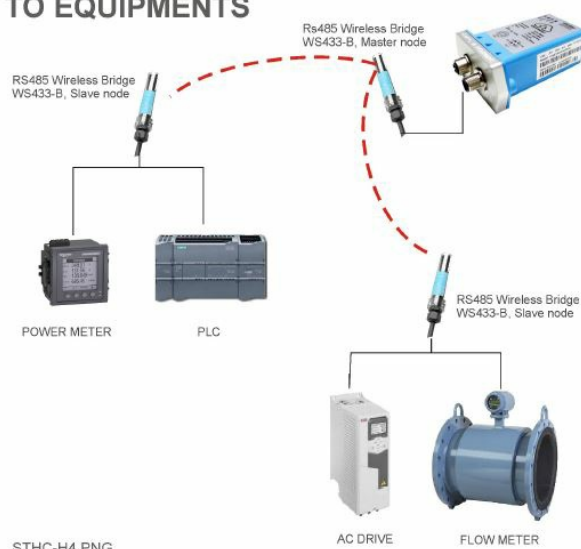 TO EQUIPMENTS
Rs485 Wireless Bridge
WS433-B, Master node
RS485 Wireless Bridge
WS433-B, Slave node
RS485 Wireless Bridge
WS433-B, Slave node
POWER METER
PLC
AC DRIVE
FLOW METER